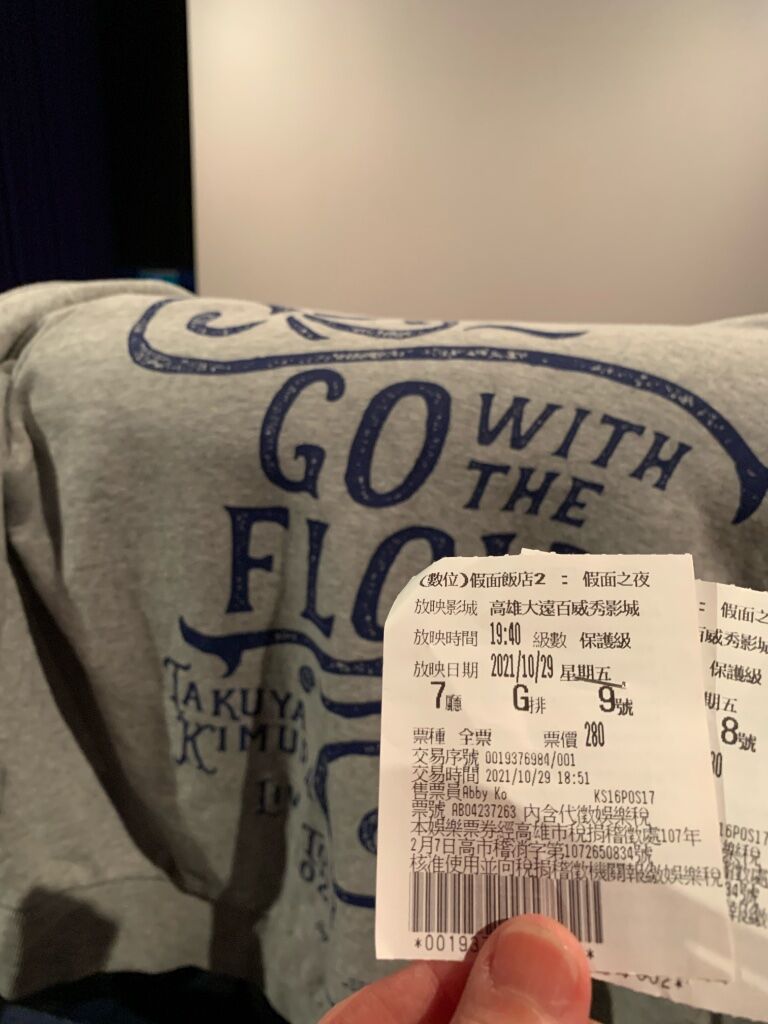 GO WITH
THE
FLOW
TAKUYA
KIMU
(數位)假面飯店2 : 假面之夜
放映影城 高雄大遠百威秀影城
放映時間 19:40 級數 保護級
放映日期 2021/10/29 星期五
7廳 G排 9號
票種 全票 票價 280
交易序號 0019376984/001
交易時間 2021/10/29 18:51
售票員Abby Ko KS16POS17
票號 AB04237263 內含代徵娛樂稅
本娛樂票券經高雄市稅捐稽徵處107年
2月7日高市稽消字第1072650834號
核准使用並向稅捐稽徵機關報繳娛樂稅
*00193
: 假面之
百威秀影城
保護級
期五
8號
16POS17